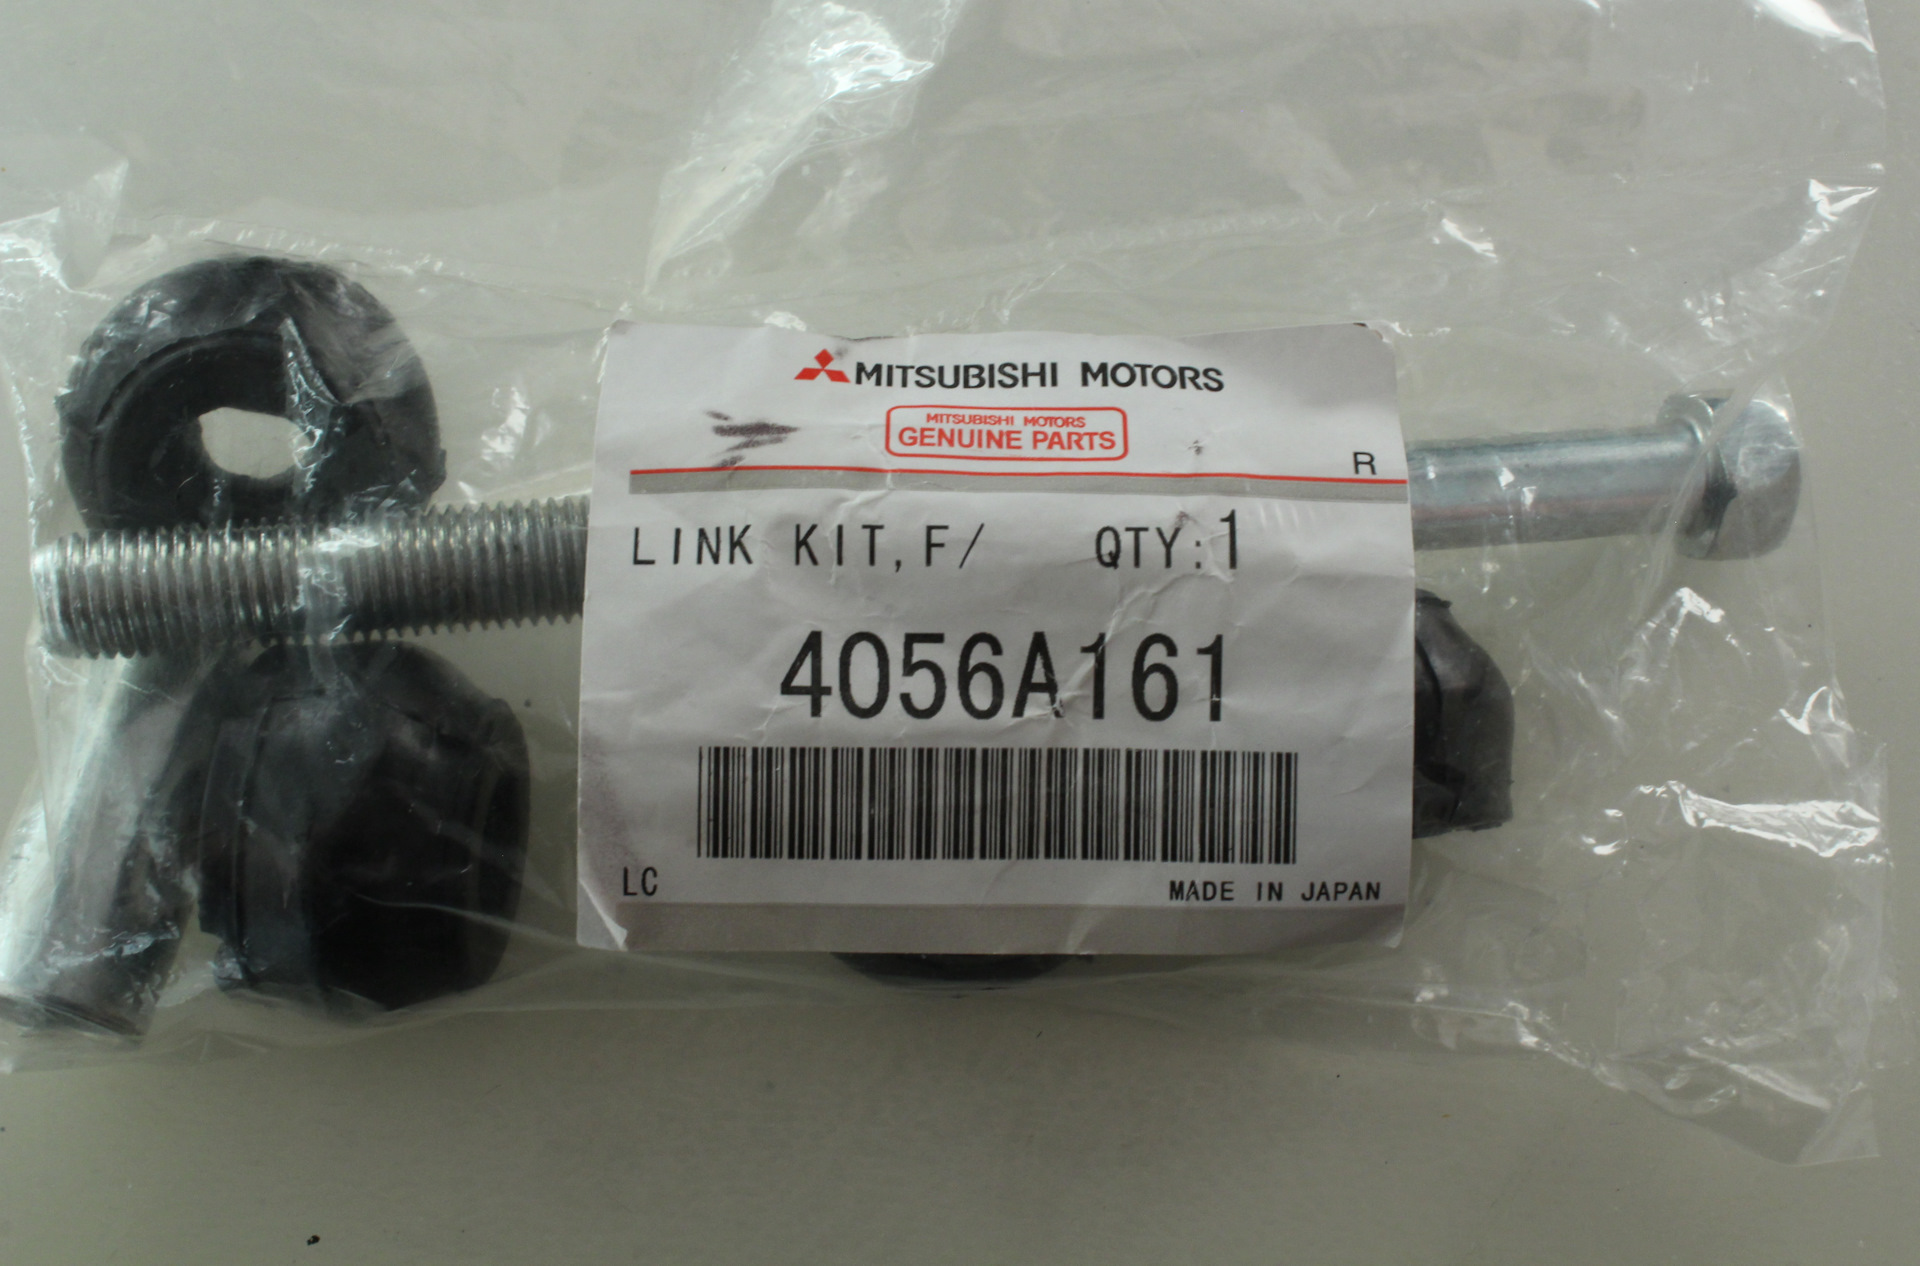 MITSUBISHI MOTORS
MITSUBISHI MOTORS
GENUINE PARTS
R
LINK KIT,F/ QTY:1
4056A161
LC MADE IN JAPAN